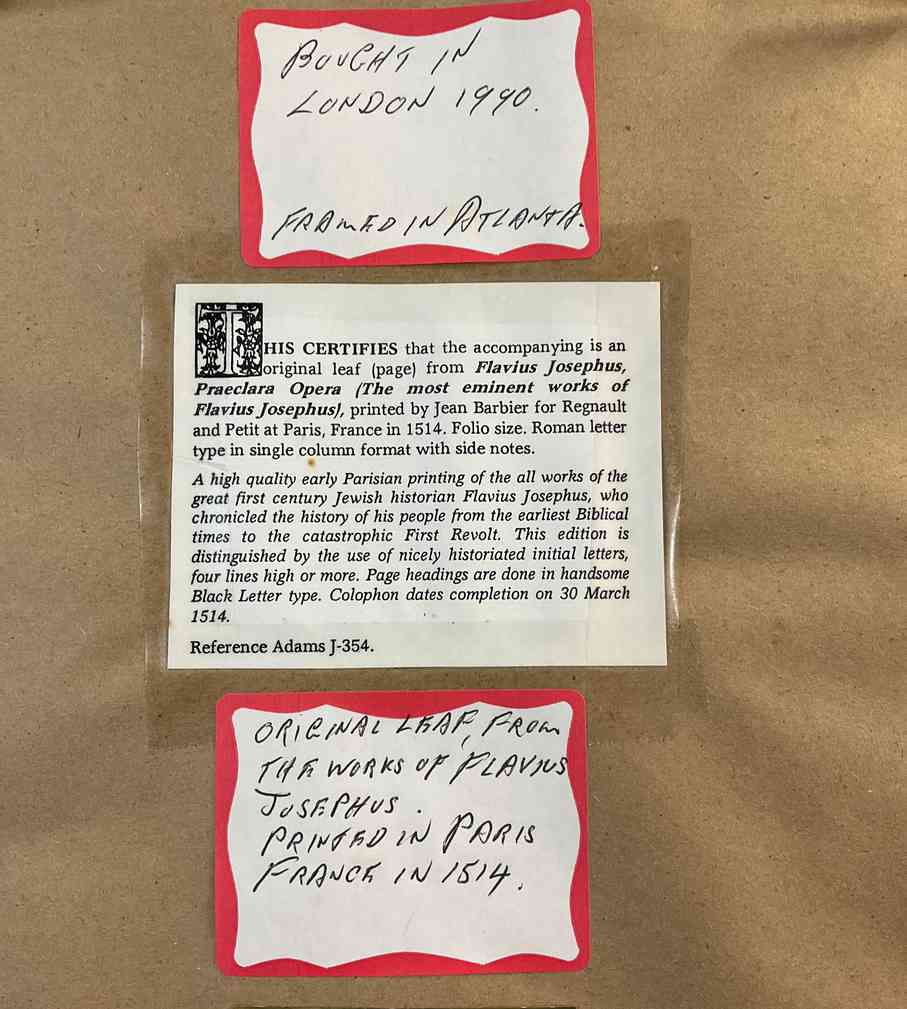 BOUGHT IN
LONDON 1990.
FRAMED IN ATLANTA.
THIS CERTIFIES that the accompanying is an
original leaf (page) from Flavius Josephus,
Praeclara Opera (The most eminent works of
Flavius Josephus), printed by Jean Barbier for Regnault
and Petit at Paris, France in 1514. Folio size. Roman letter
type in single column format with side notes.
A high quality early Parisian printing of the all works of the
great first century Jewish historian Flavius Josephus, who
chronicled the history of his people from the earliest Biblical
times to the catastrophic First Revolt. This edition is
distinguished by the use of nicely historiated initial letters,
four lines high or more. Page headings are done in handsome
Black Letter type. Colophon dates completion on 30 March
1514.
Reference Adams J-354.
ORIGINAL LEAF, FROM
THE WORKS OF FLAVIUS
JOSEPHUS.
PRINTED IN PARIS
FRANCE IN 1514.